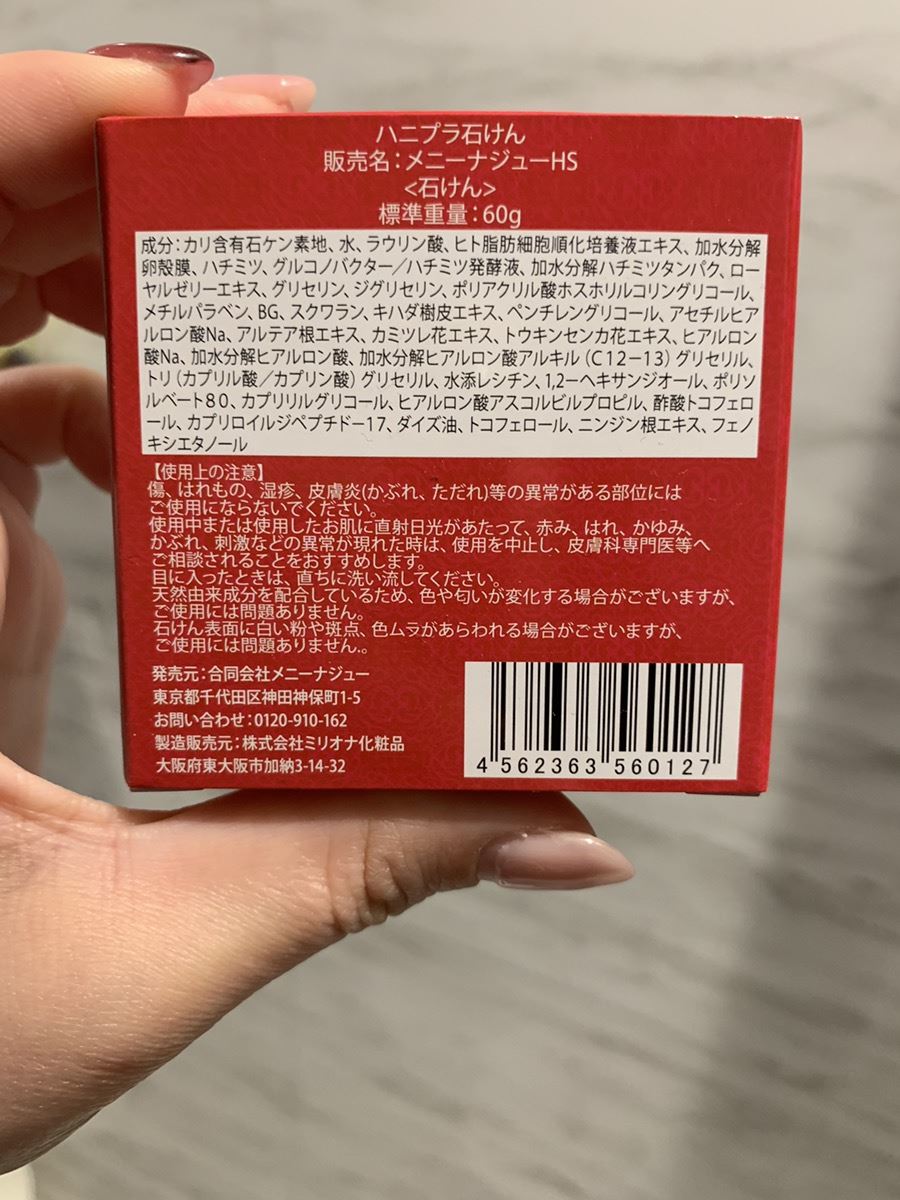 ハニプラ石けん
販売名：メニーナジューHS
<石けん>
標準重量：60g
成分：カリ含有石ケン素地、水、ラウリン酸、ヒト脂肪細胞順化培養液エキス、加水分解
卵殻膜、ハチミツ、グルコノバクター／ハチミツ発酵液、加水分解ハチミツタンパク、ロー
ヤルゼリーエキス、グリセリン、ジグリセリン、ポリアクリル酸ホスホリルコリングリコール、
メチルパラベン、BG、スクワラン、キハダ樹皮エキス、ペンチレングリコール、アセチルヒア
ルロン酸Na、アルテア根エキス、カミツレ花エキス、トウキンセンカ花エキス、ヒアルロン
酸Na、加水分解ヒアルロン酸、加水分解ヒアルロン酸アルキル（C12－13）グリセリル、
トリ（カプリル酸／カプリン酸）グリセリル、水添レシチン、1,2－ヘキサンジオール、ポリソ
ルベート80、カプリリルグリコール、ヒアルロン酸アスコルビルプロピル、酢酸トコフェロ
ール、カプロイルジペプチド－17、ダイズ油、トコフェロール、ニンジン根エキス、フェノ
キシエタノール
【使用上の注意】
傷、はれもの、湿疹、皮膚炎(かぶれ、ただれ)等の異常がある部位には
ご使用にならないでください。
使用中または使用したお肌に直射日光があたって、赤み、はれ、かゆみ、
かぶれ、刺激などの異常が現れた時は、使用を中止し、皮膚科専門医等へ
ご相談されることをおすすめします。
目に入ったときは、直ちに洗い流してください。
天然由来成分を配合しているため、色や匂いが変化する場合がございますが、
ご使用には問題ありません。
石けん表面に白い粉や斑点、色ムラがあらわれる場合がございますが、
ご使用には問題ありません.。
発売元：合同会社メニーナジュー
東京都千代田区神田神保町1-5
お問い合わせ：0120-910-162
製造販売元：株式会社ミリオナ化粧品
大阪府東大阪市加納3-14-32
4 562363 560127